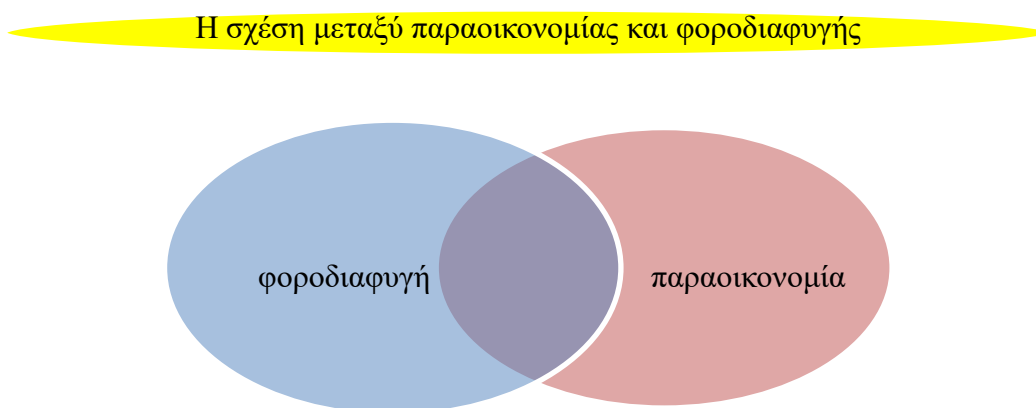 Η σχέση μεταξύ παραοικονομίας και φοροδιαφυγής
φοροδιαφυγή
παραοικονομία